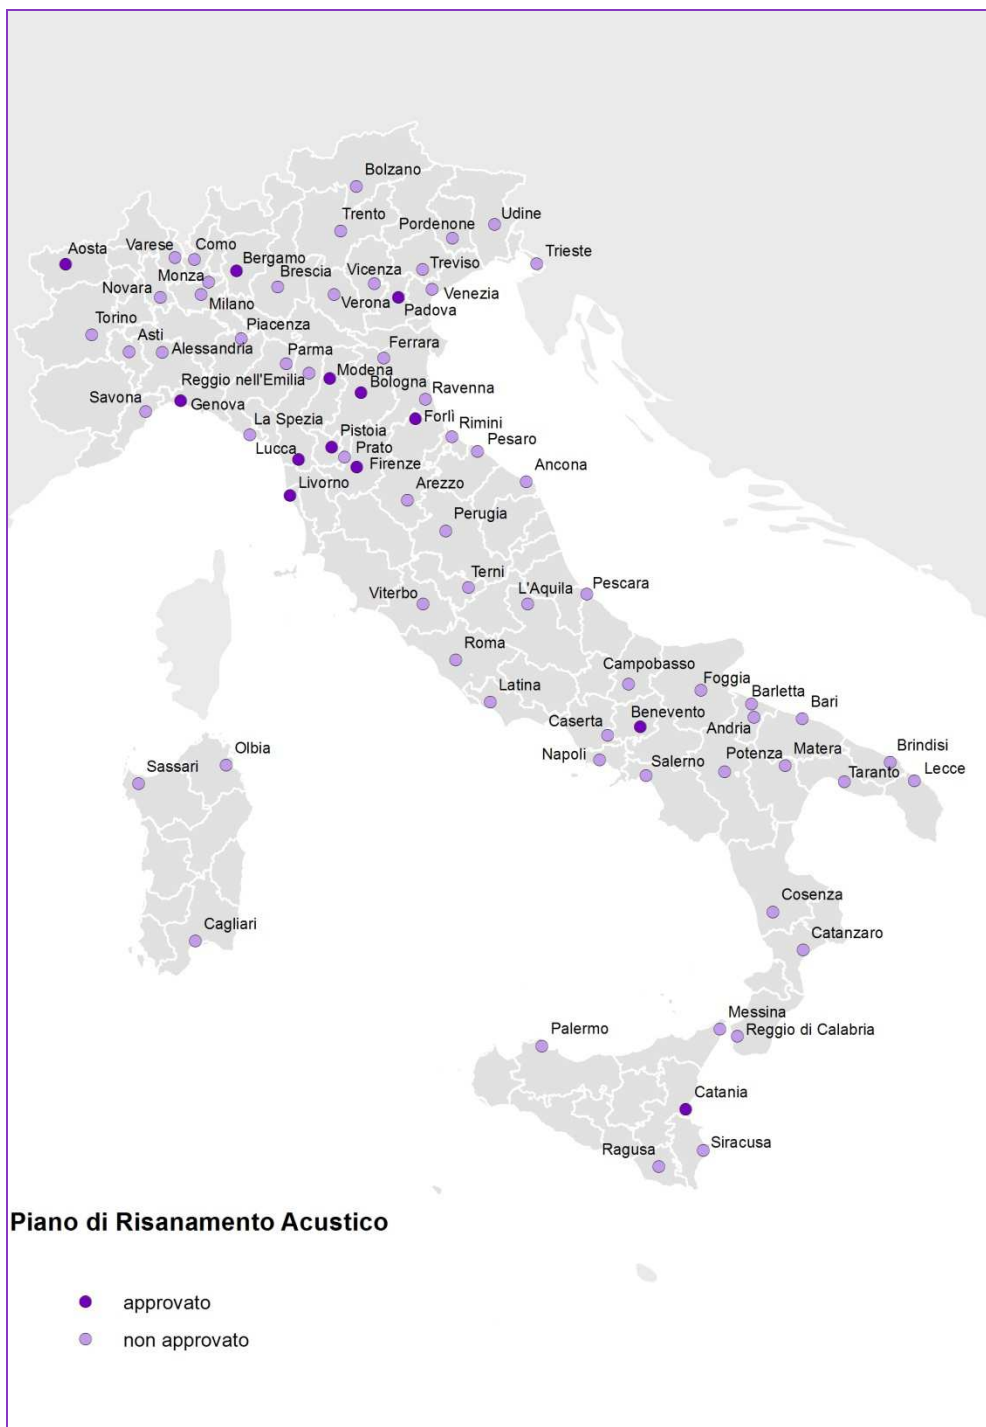 Bolzano
Udine
Trento
Pordenone
Aosta
Varese
Como
Bergamo
Trieste
Monza
Brescia
Vicenza
Treviso
Novara
Milano
Verona
Padova
Venezia
Torino
Asti
Piacenza
Alessandria
Parma
Ferrara
Reggio nell'Emilia
Modena
Bologna
Ravenna
Savona
Genova
La Spezia
Pistoia
Forlì
Rimini
Lucca
Prato
Pesaro
Firenze
Livorno
Arezzo
Ancona
Perugia
Terni
L'Aquila
Pescara
Viterbo
Roma
Campobasso
Latina
Foggia
Barletta
Caserta
Benevento
Andria
Bari
Napoli
Salerno
Potenza
Matera
Brindisi
Taranto
Lecce
Olbia
Sassari
Cagliari
Cosenza
Catanzaro
Messina
Palermo
Reggio di Calabria
Catania
Ragusa
Siracusa
Piano di Risanamento Acustico
approvato
non approvato